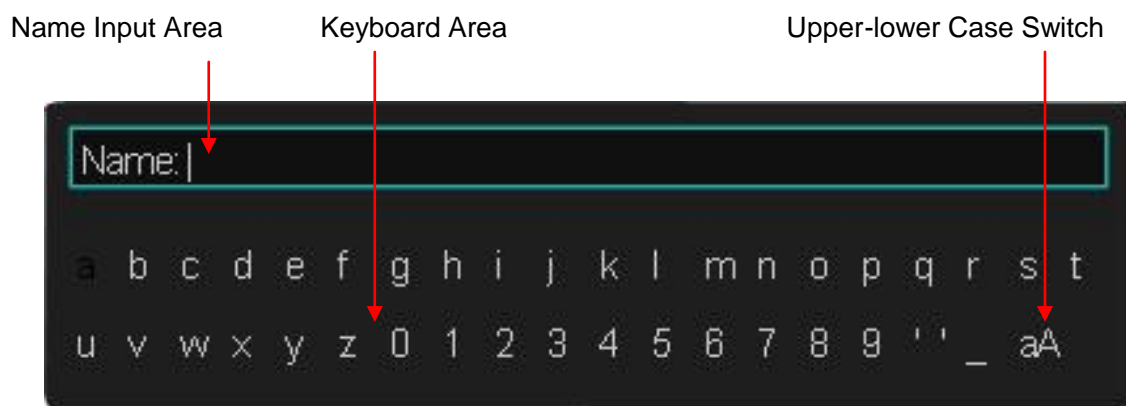 Name Input Area Keyboard Area Upper-lower Case Switch
Name:
a b c d e f g h i j k l m n o p q r s t
u v w x y z 0 1 2 3 4 5 6 7 8 9 ' ' _ aA